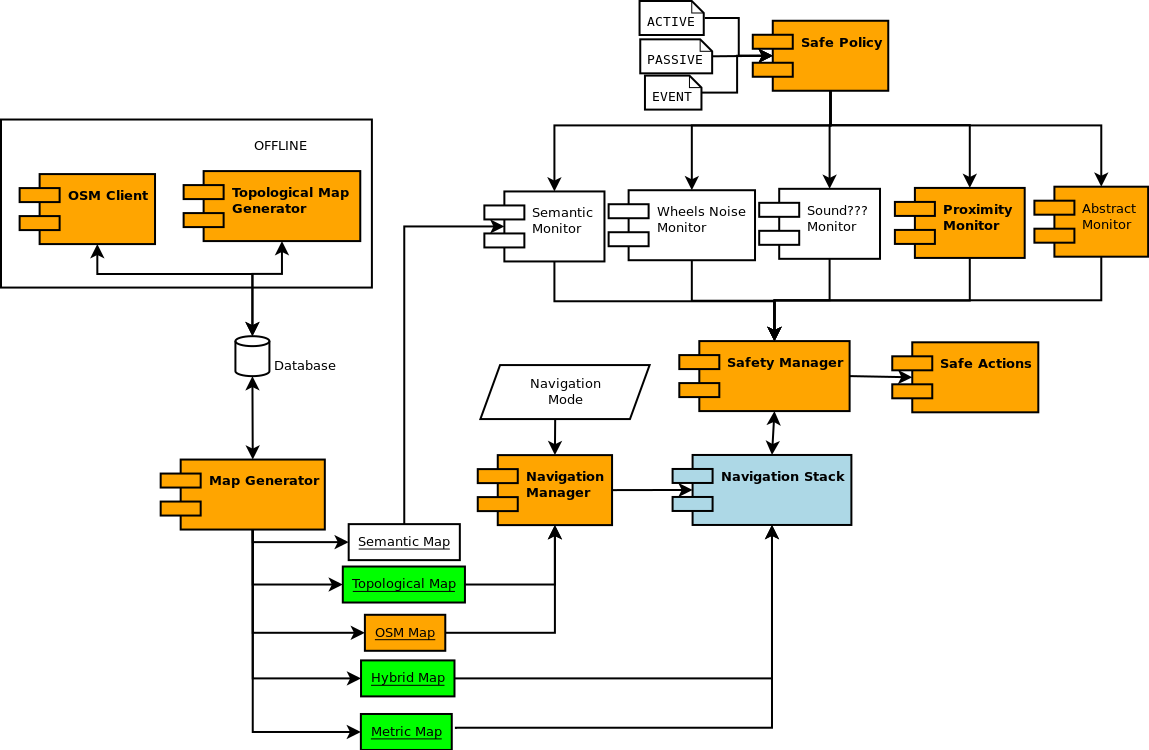 ACTIVE
PASSIVE
EVENT
Safe Policy
OFFLINE
OSM Client
Topological Map
Generator
Semantic
Monitor
Wheels Noise
Monitor
Sound???
Monitor
Proximity
Monitor
Abstract
Monitor
Database
Navigation
Mode
Safety Manager
Safe Actions
Map Generator
Navigation
Manager
Navigation Stack
Semantic Map
Topological Map
OSM Map
Hybrid Map
Metric Map